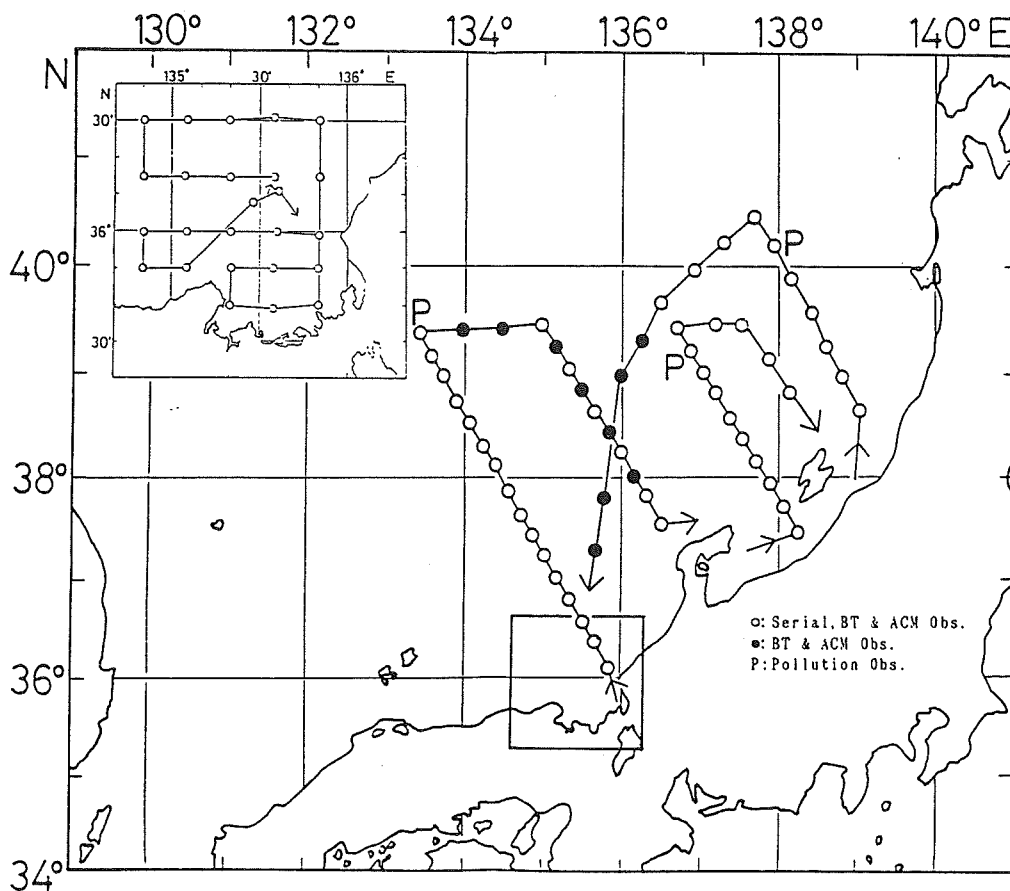 130° 132° 134° 136° 138° 140°E
N
135° 30' 136° E
N
30'
36°
30'
40°
38°
36°
34°
P
P
P
o: Serial, BT & ACM Obs.
●: BT & ACM Obs.
P: Pollution Obs.